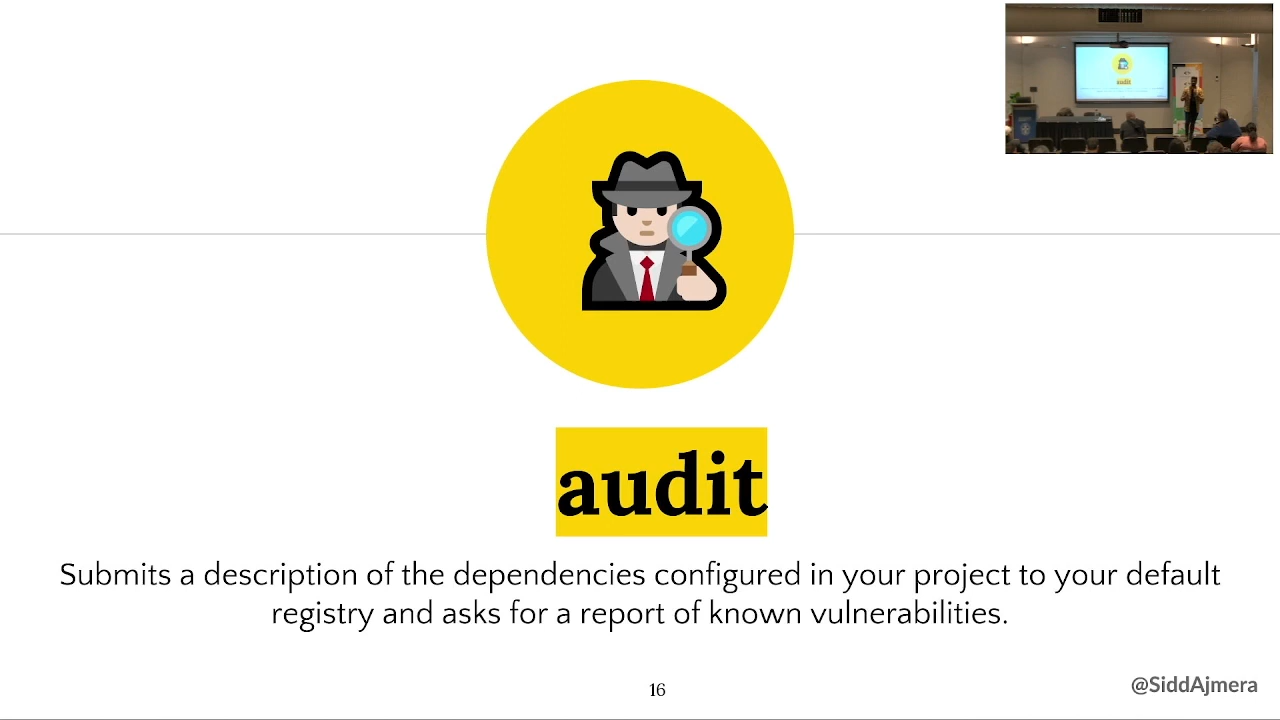 audit
Submits a description of the dependencies configured in your project to your default
registry and asks for a report of known vulnerabilities.
16
@SiddAjmera